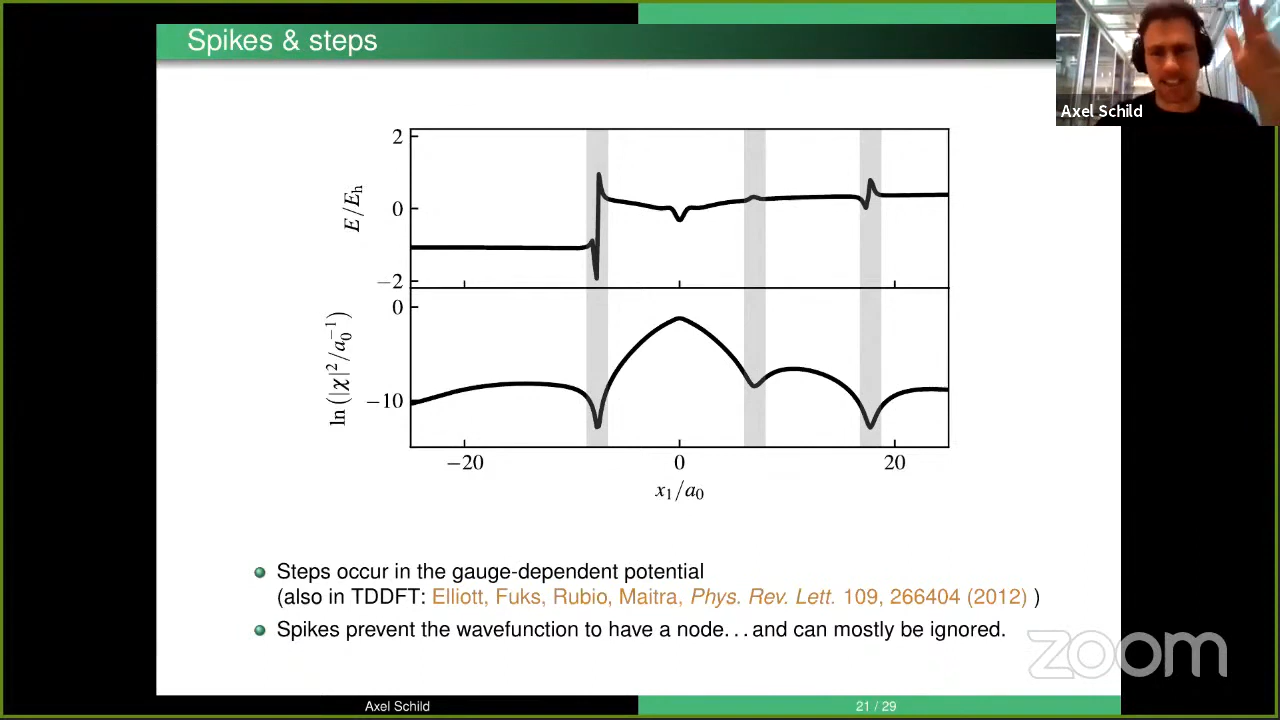 Spikes & steps
Axel Schild
2
0
−2
E/Eₕ
0
−10
ln (|χ|²/a₀⁻¹)
−20 0 20
x₁/a₀
Steps occur in the gauge-dependent potential
(also in TDDFT: Elliott, Fuks, Rubio, Maitra, Phys. Rev. Lett. 109, 266404 (2012) )
Spikes prevent the wavefunction to have a node. . . and can mostly be ignored.
zoom
Axel Schild 21 / 29